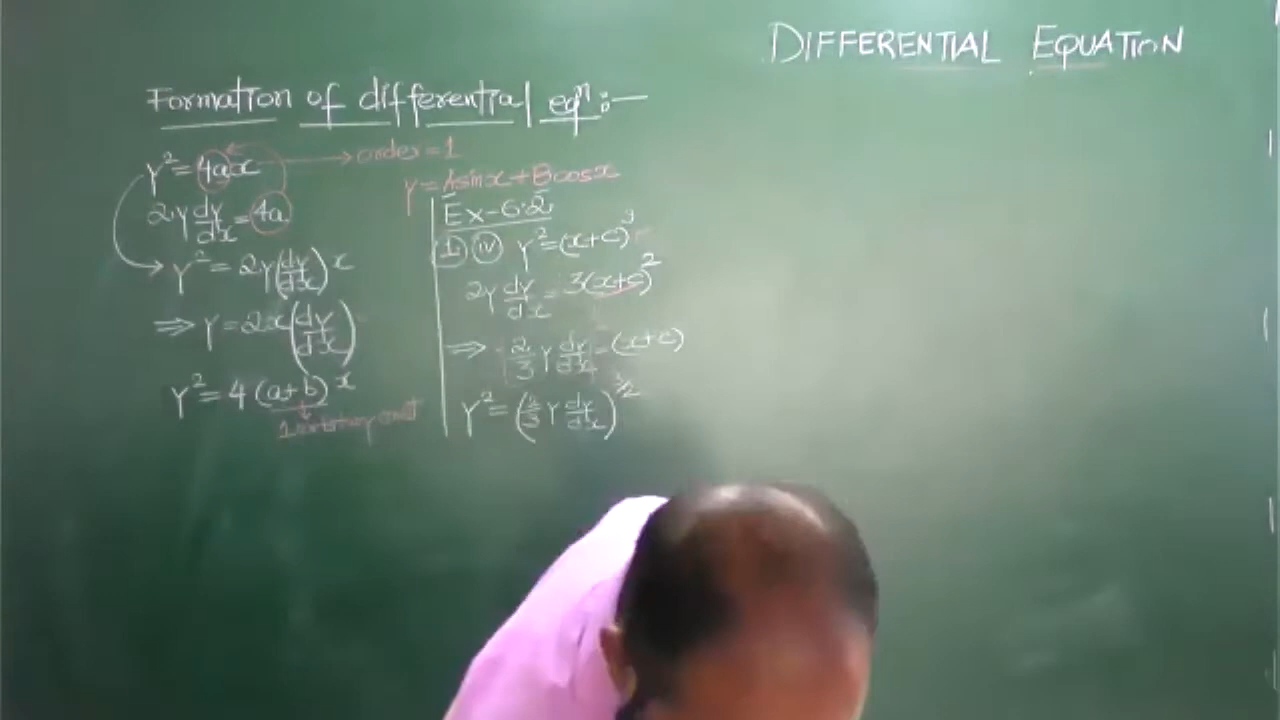 DIFFERENTIAL EQUATION
Formation of differential eqⁿ:—
Y² = 4ax → order = 1
2y dy/dx = 4a
Y² = 2y(dy/dx)x
⇒ Y = 2x(dy/dx)
Y² = 4(a+b)x
1 arbitrary const
Y = A sinx + B cosx
Ex-6.2
① ⓘⓥ Y² = (x+c)³
2y dy/dx = 3(x+c)²
⇒ 2/3 y dy/dx = (x+c)
Y² = (2/3 y dy/dx)^3/2